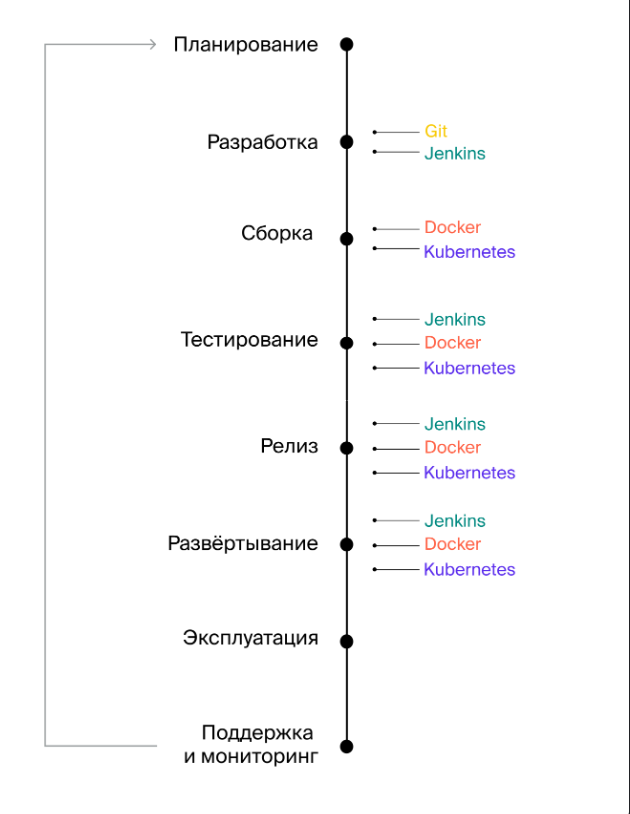 Планирование
Разработка
Git
Jenkins
Сборка
Docker
Kubernetes
Тестирование
Jenkins
Docker
Kubernetes
Релиз
Jenkins
Docker
Kubernetes
Развёртывание
Jenkins
Docker
Kubernetes
Эксплуатация
Поддержка
и мониторинг